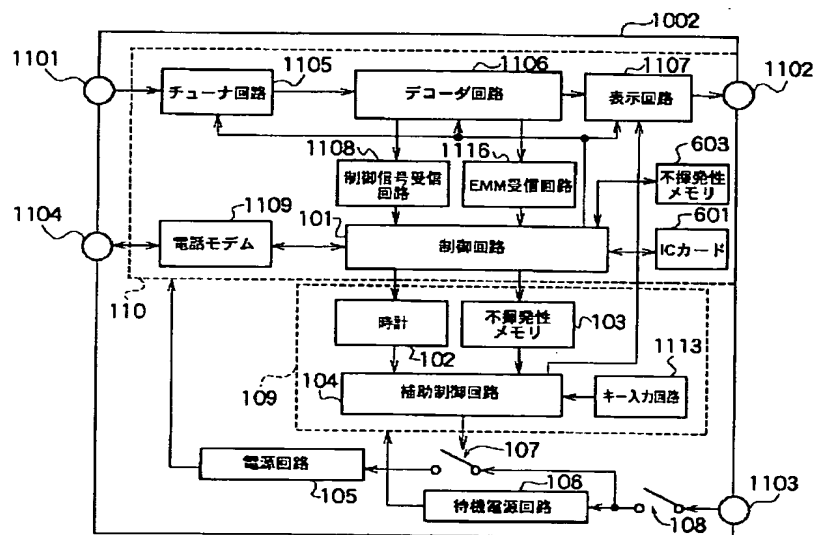 1002
1101
1105
1106
1107
1102
チューナ回路
デコーダ回路
表示回路
1108
1116
603
制御信号受信
回路
EMM受信回路
不揮発性
メモリ
1104
1109
101
601
電話モデム
制御回路
ICカード
110
時計
不揮発性
メモリ
103
102
1113
109
104
補助制御回路
キー入力回路
107
電源回路
105
106
待機電源回路
108
1103